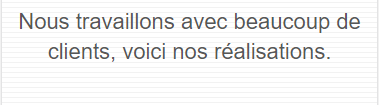 Nous travaillons avec beaucoup de
clients, voici nos réalisations.